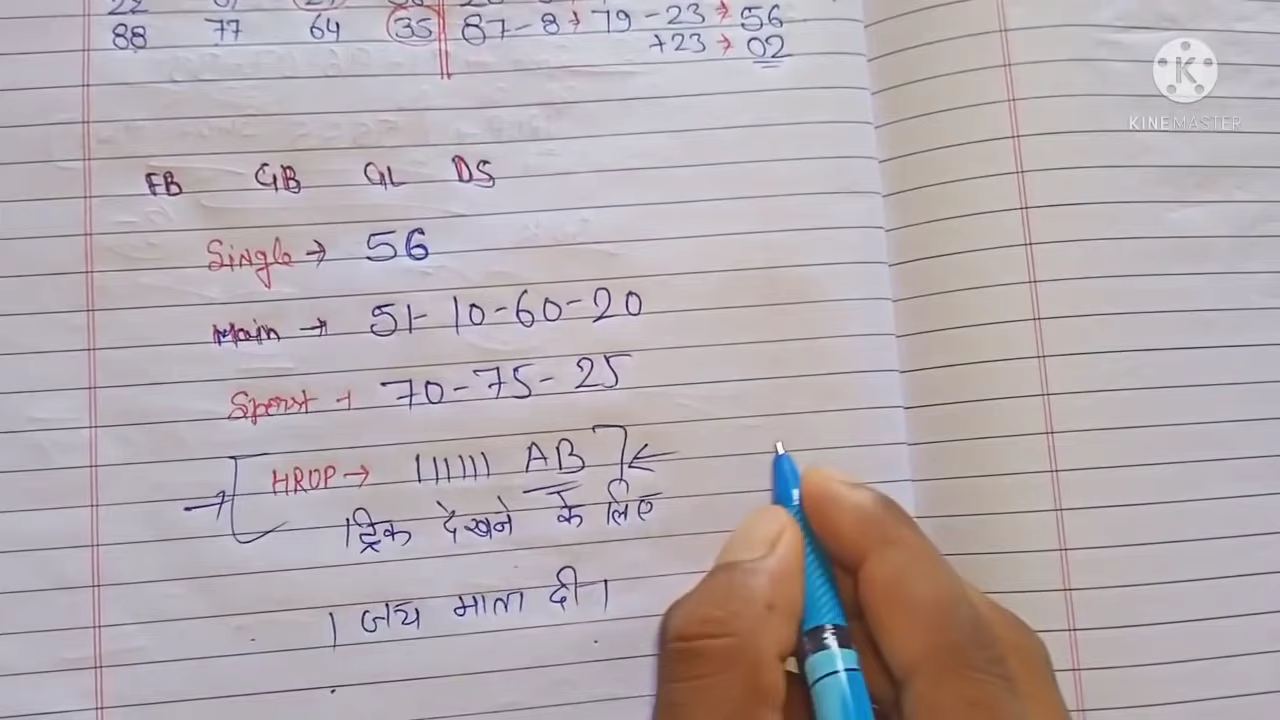 88 77 64 35 87-8→79-23→56
+23→02
FB GB GL DS
Single→ 56
Main → 51-10-60-20
Sport → 70-75-25
HROP→ ||||||| AB
ट्रिक देखने के लिए
। जय माता दी।
KINEMASTER